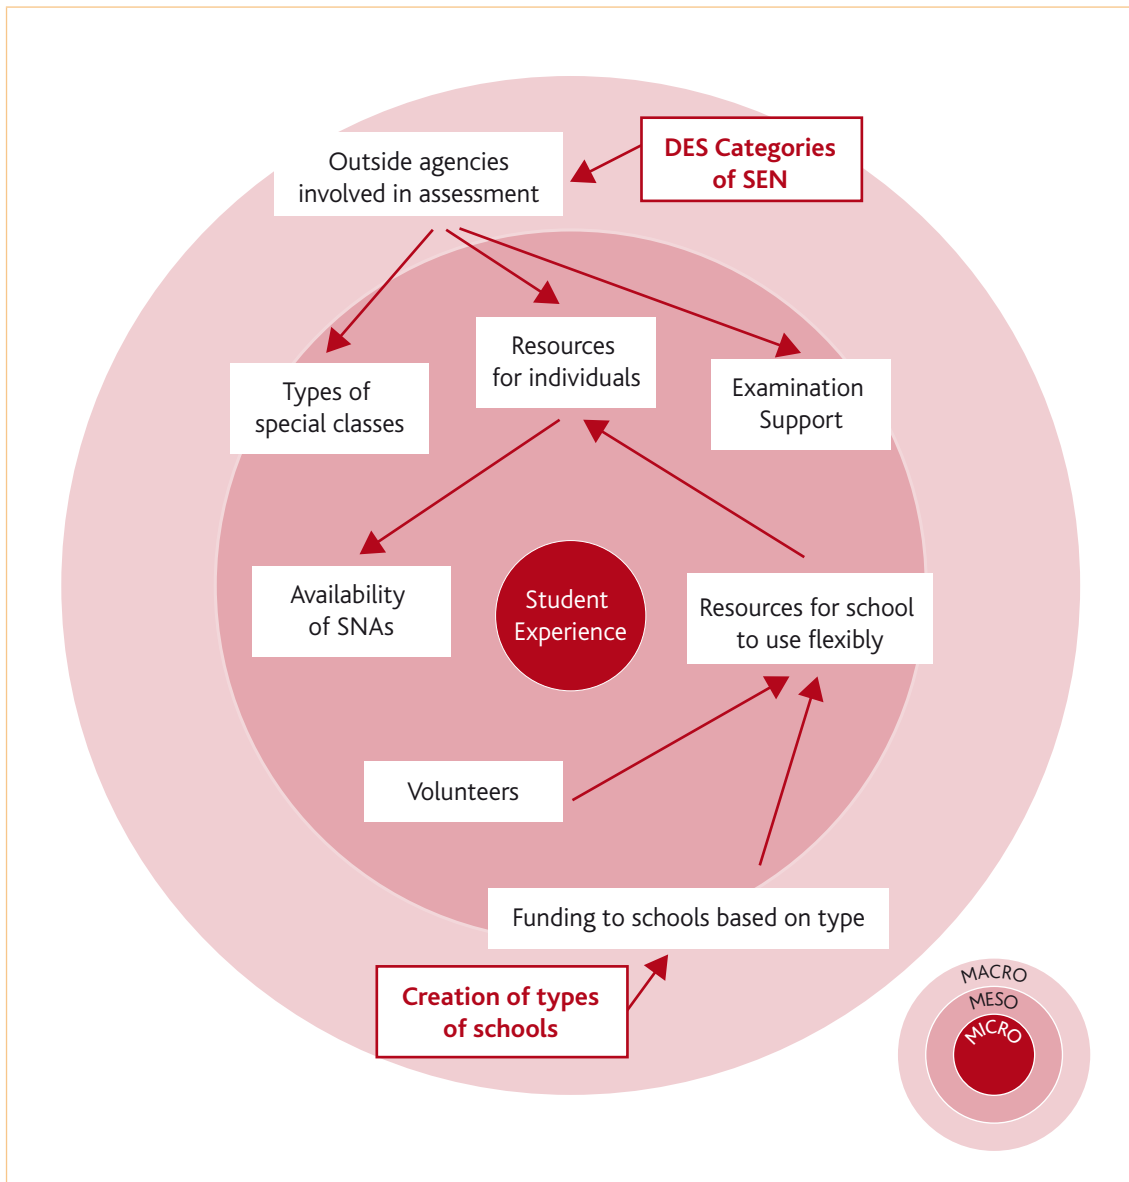 Outside agencies
involved in assessment
DES Categories
of SEN
Types of
special classes
Resources
for individuals
Examination
Support
Availability
of SNAs
Student
Experience
Resources for school
to use flexibly
Volunteers
Funding to schools based on type
Creation of types
of schools
MACRO
MESO
MICRO